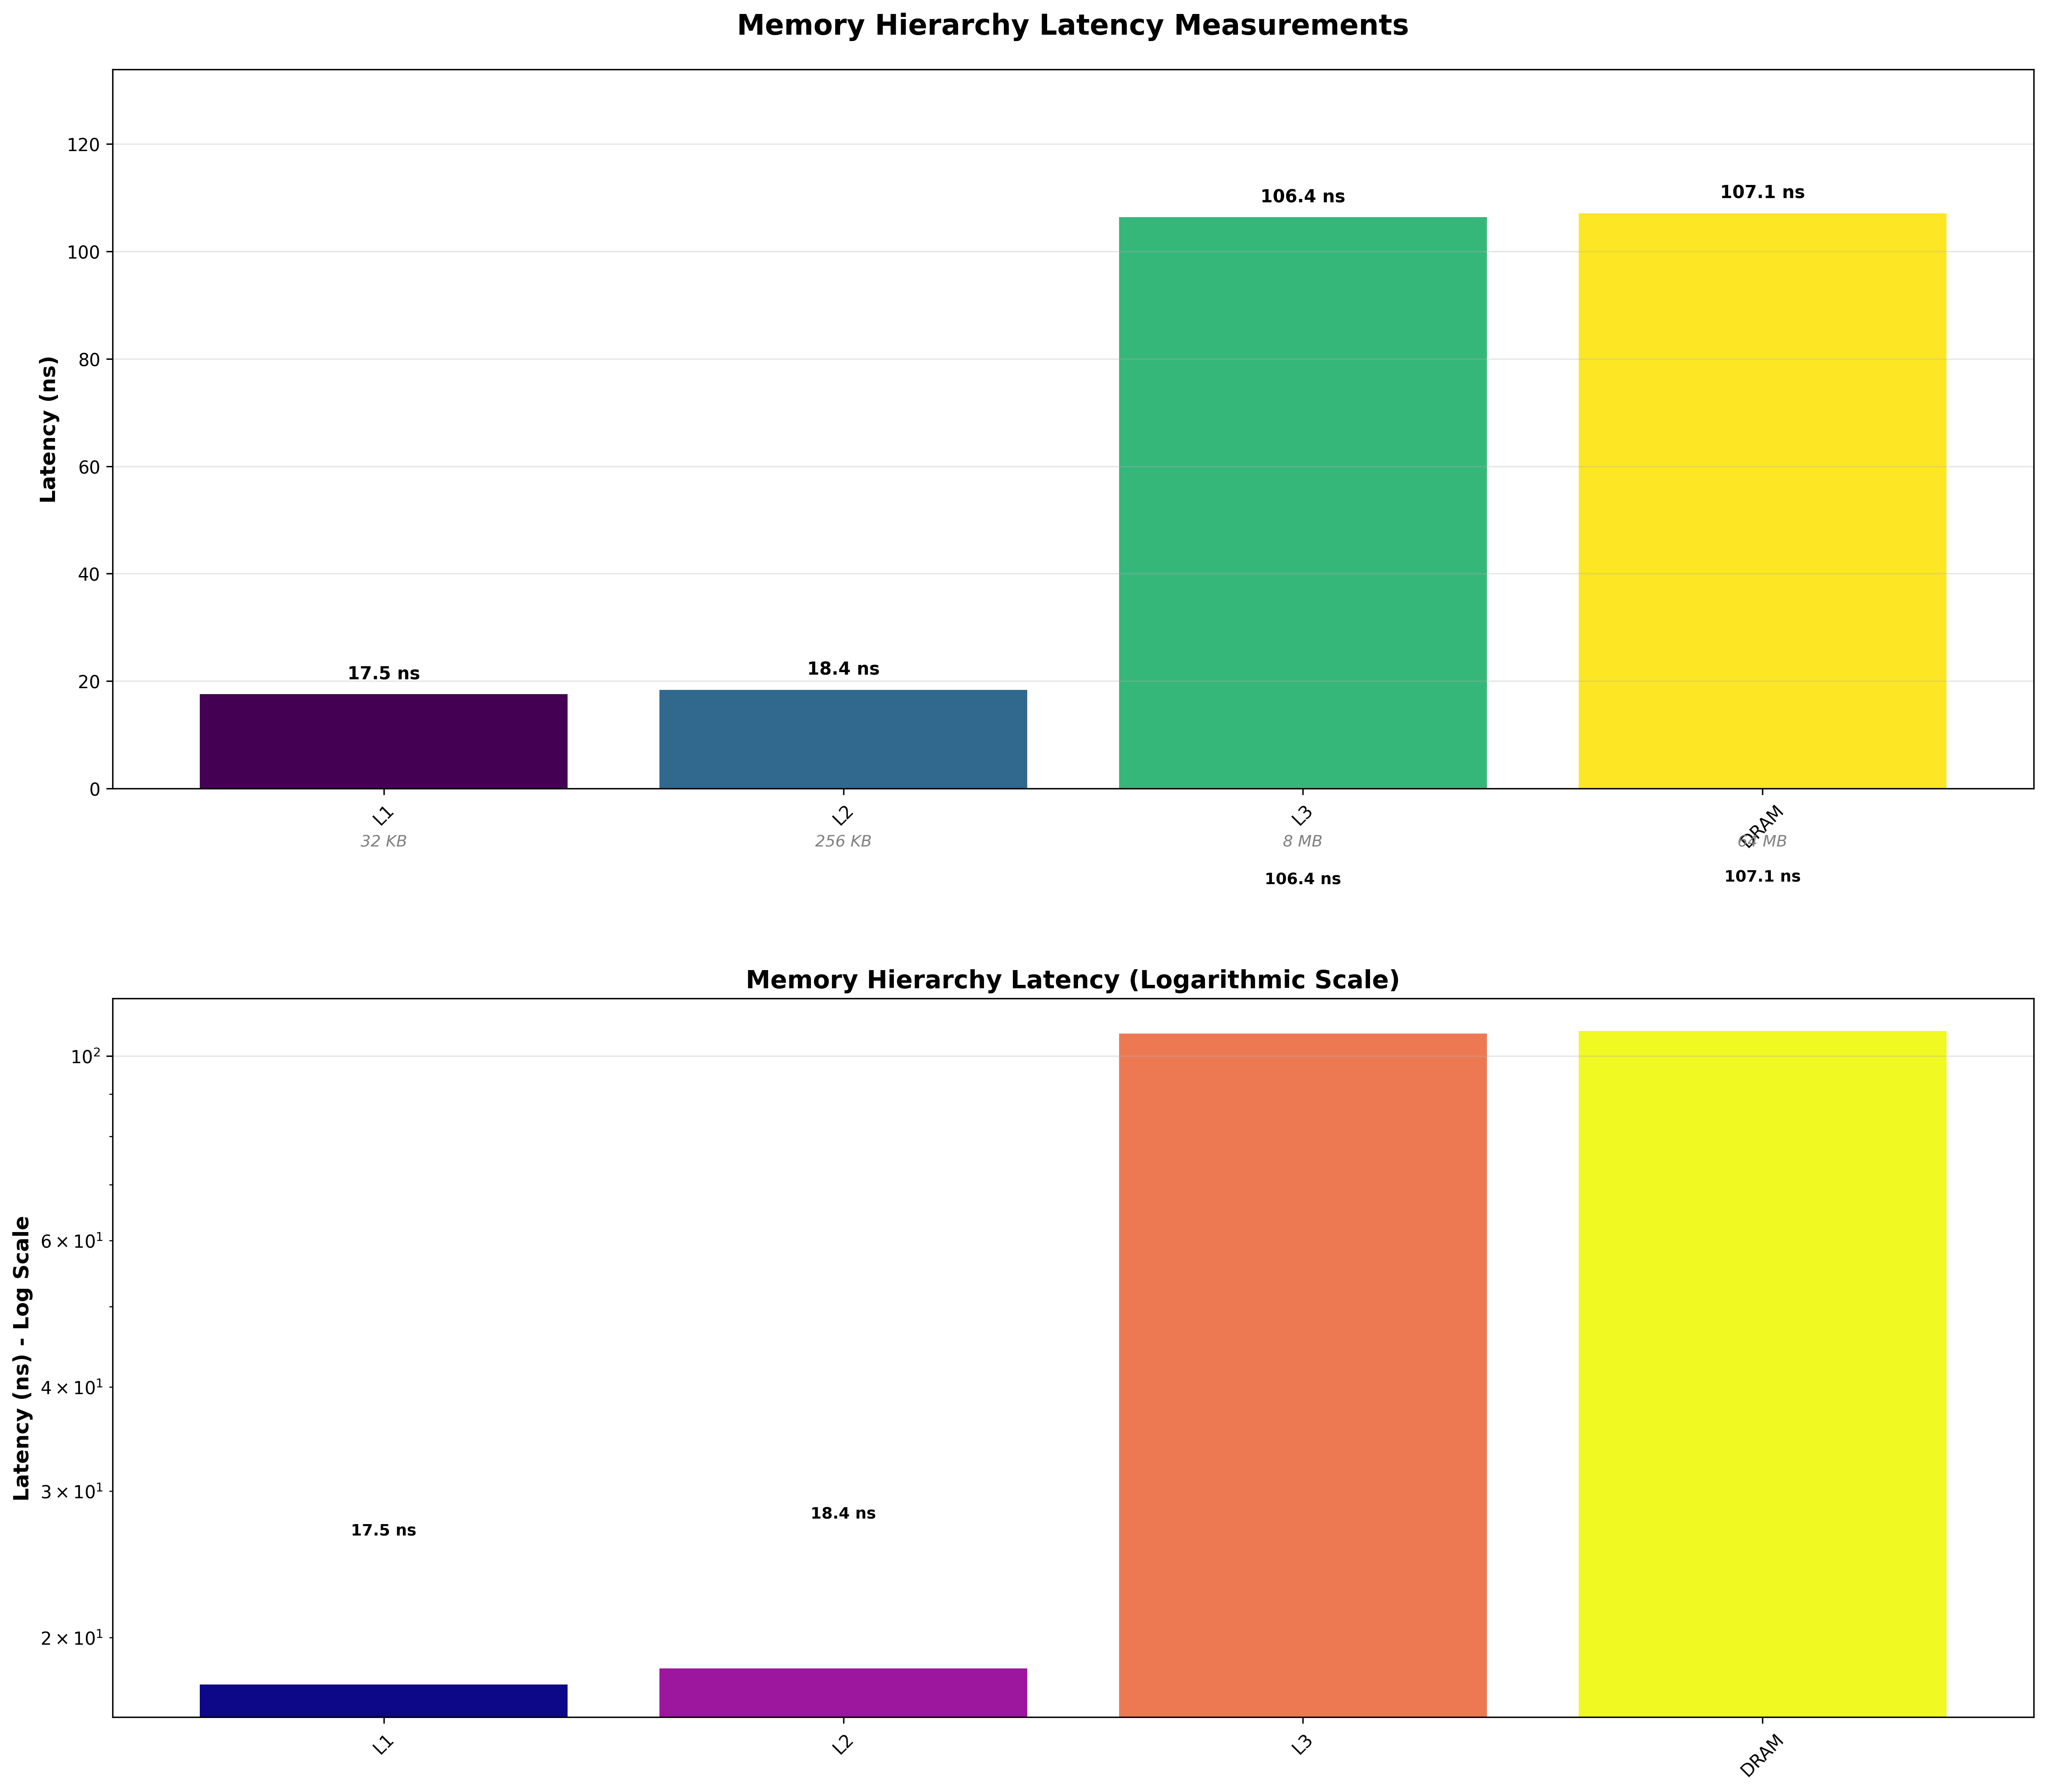 Memory Hierarchy Latency Measurements
Latency (ns)
120
100
80
60
40
20
0
106.4 ns
107.1 ns
17.5 ns
18.4 ns
L1
L2
L3
DRAM
32 KB
256 KB
8 MB
64 MB
106.4 ns
107.1 ns
Memory Hierarchy Latency (Logarithmic Scale)
Latency (ns) - Log Scale
10²
6 × 10¹
4 × 10¹
3 × 10¹
2 × 10¹
17.5 ns
18.4 ns
L1
L2
L3
DRAM